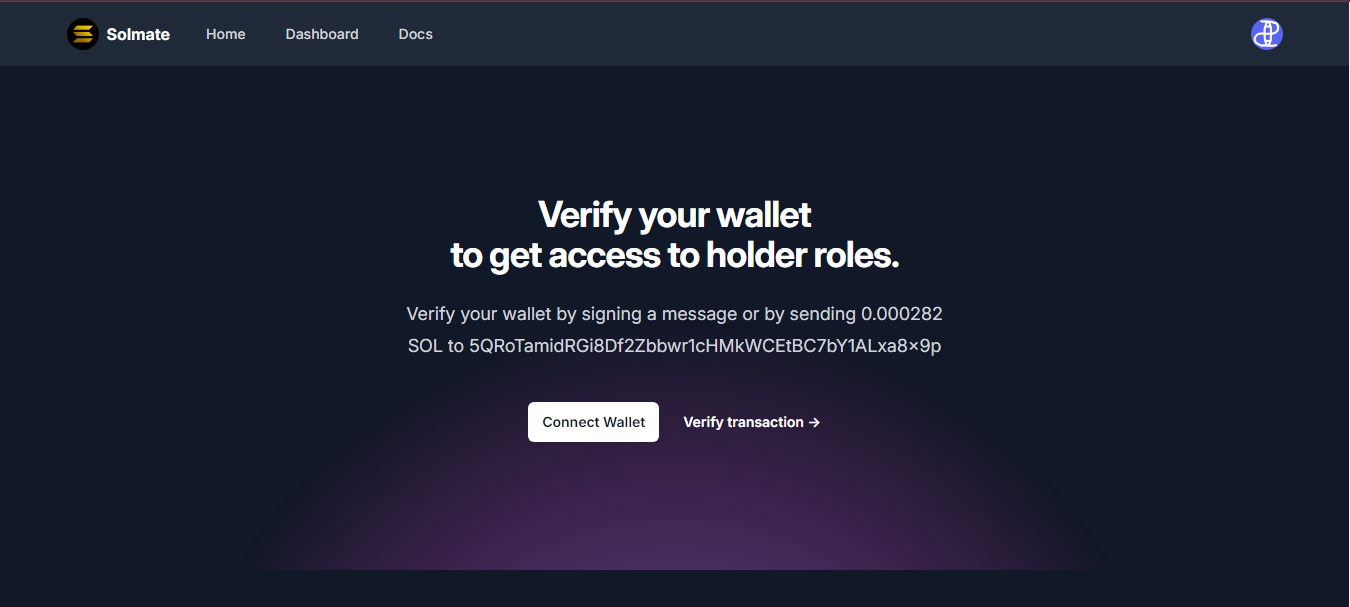 Solmate
Home
Dashboard
Docs
Verify your wallet
to get access to holder roles.
Verify your wallet by signing a message or by sending 0.000282
SOL to 5QRoTamidRGi8Df2Zbbwr1cHMkWCEtBC7bY1ALxa8×9p
Connect Wallet
Verify transaction →